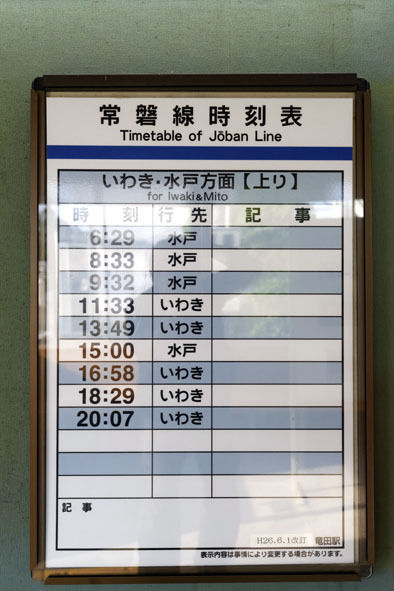 常磐線時刻表
Timetable of Jōban Line
いわき・水戸方面【上り】
for Iwaki&Mito
時刻 行先 記事
6:29 水戸
8:33 水戸
9:32 水戸
11:33 いわき
13:49 いわき
15:00 水戸
16:58 いわき
18:29 いわき
20:07 いわき
記事
H26.6.1改訂 竜田駅
表示内容は事情により変更する場合があります。